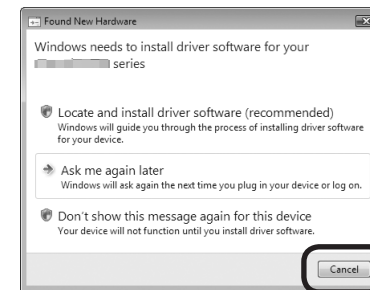 Found New Hardware
Windows needs to install driver software for your
series
Locate and install driver software (recommended)
Windows will guide you through the process of installing driver software
for your device.
Ask me again later
Windows will ask again the next time you plug in your device or log on.
Don't show this message again for this device
Your device will not function until you install driver software.
Cancel